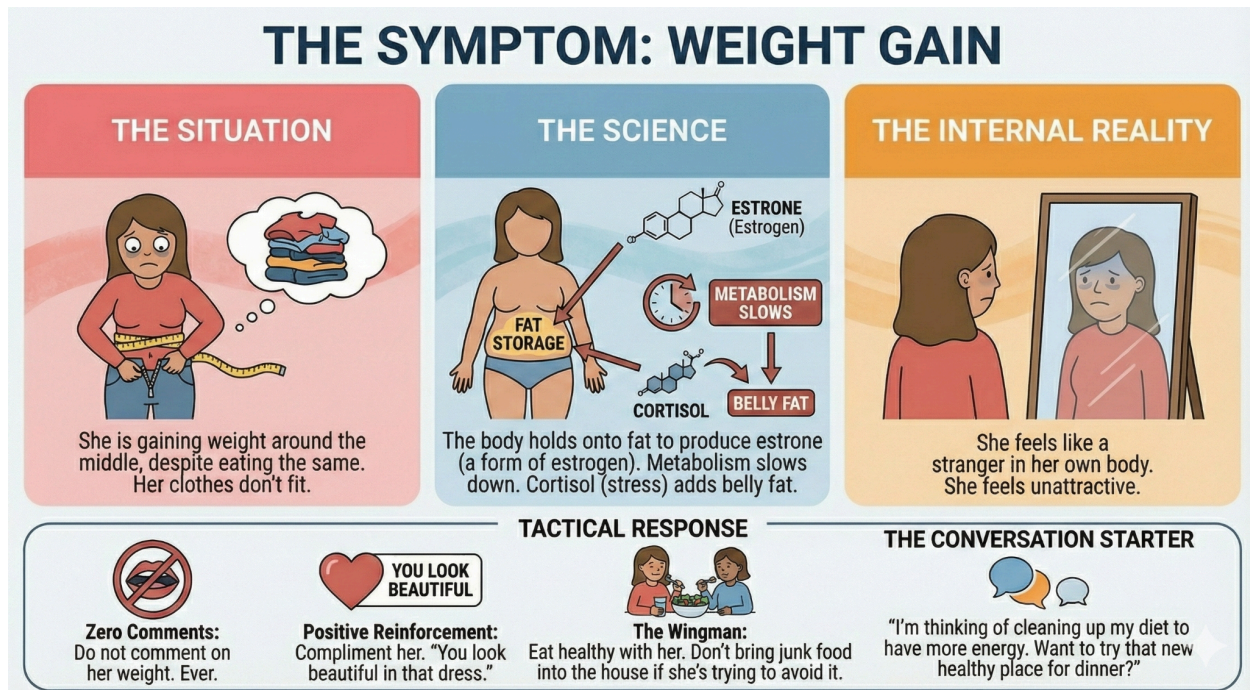 THE SYMPTOM: WEIGHT GAIN
THE SITUATION
She is gaining weight around the
middle, despite eating the same.
Her clothes don't fit.
THE SCIENCE
ESTRONE
(Estrogen)
METABOLISM
SLOWS
FAT
STORAGE
CORTISOL
BELLY FAT
The body holds onto fat to produce estrone
(a form of estrogen). Metabolism slows
down. Cortisol (stress) adds belly fat.
THE INTERNAL REALITY
She feels like a
stranger in her own body.
She feels unattractive.
TACTICAL RESPONSE
Zero Comments:
Do not comment on
her weight. Ever.
YOU LOOK
BEAUTIFUL
Positive Reinforcement:
Compliment her. “You look
beautiful in that dress.”
The Wingman:
Eat healthy with her. Don't bring junk food
into the house if she's trying to avoid it.
THE CONVERSATION STARTER
“I'm thinking of cleaning up my diet to
have more energy. Want to try that new
healthy place for dinner?”